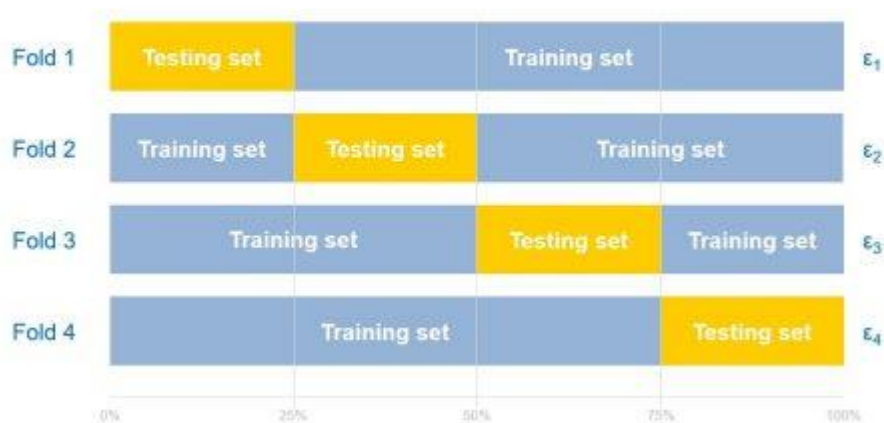 Fold 1 Testing set Training set ε₁
Fold 2 Training set Testing set Training set ε₂
Fold 3 Training set Testing set Training set ε₃
Fold 4 Training set Testing set ε₄
0% 25% 50% 75% 100%